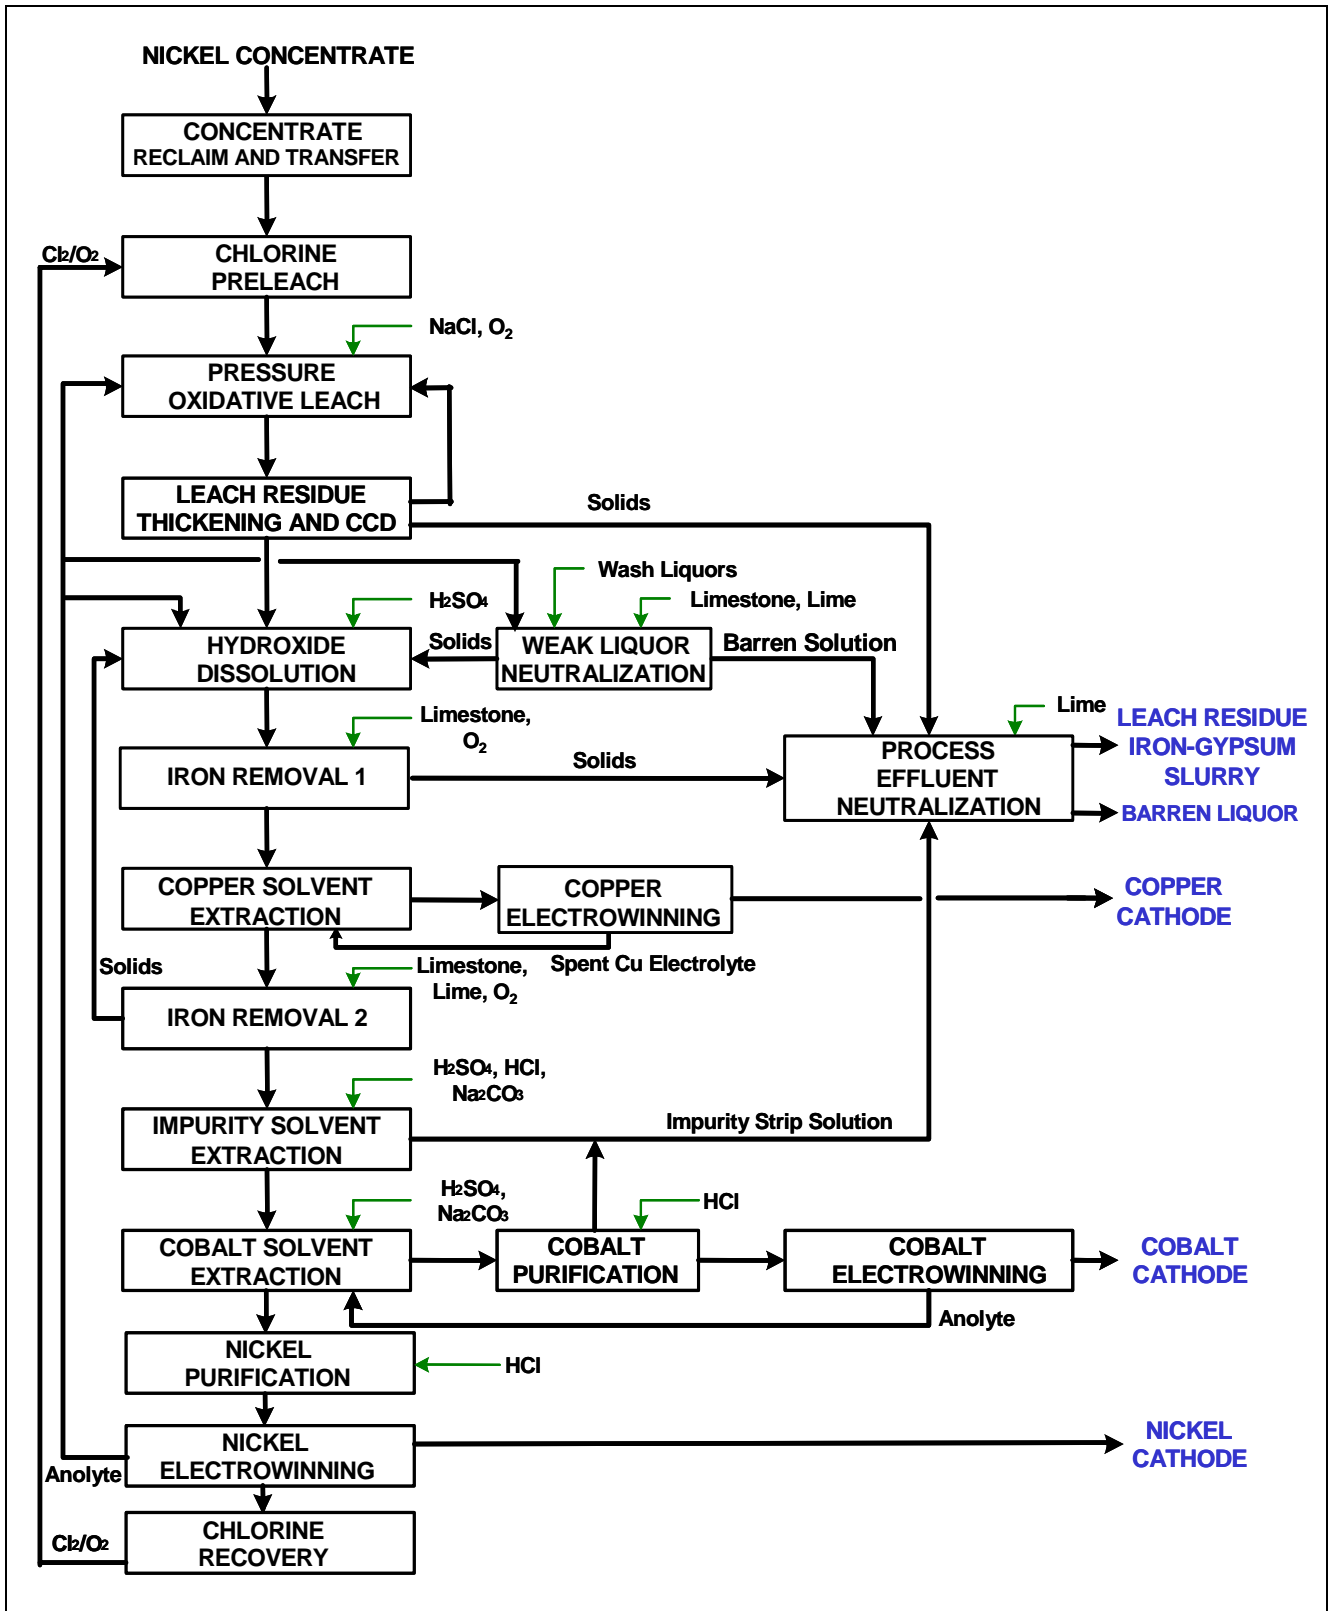 NICKEL CONCENTRATE
CONCENTRATE
RECLAIM AND TRANSFER
Cl2/O2
CHLORINE
PRELEACH
NaCl, O2
PRESSURE
OXIDATIVE LEACH
LEACH RESIDUE
THICKENING AND CCD
Solids
Wash Liquors
H2SO4
Limestone, Lime
HYDROXIDE
DISSOLUTION
Solids
WEAK LIQUOR
NEUTRALIZATION
Barren Solution
Limestone,
O2
Lime
IRON REMOVAL 1
Solids
PROCESS
EFFLUENT
NEUTRALIZATION
LEACH RESIDUE
IRON-GYPSUM
SLURRY
BARREN LIQUOR
COPPER SOLVENT
EXTRACTION
COPPER
ELECTROWINNING
COPPER
CATHODE
Spent Cu Electrolyte
Solids
Limestone,
Lime, O2
IRON REMOVAL 2
H2SO4, HCl,
Na2CO3
IMPURITY SOLVENT
EXTRACTION
Impurity Strip Solution
H2SO4,
Na2CO3
HCl
COBALT SOLVENT
EXTRACTION
COBALT
PURIFICATION
COBALT
ELECTROWINNING
COBALT
CATHODE
Anolyte
NICKEL
PURIFICATION
HCl
NICKEL
ELECTROWINNING
NICKEL
CATHODE
Anolyte
CHLORINE
RECOVERY
Cl2/O2